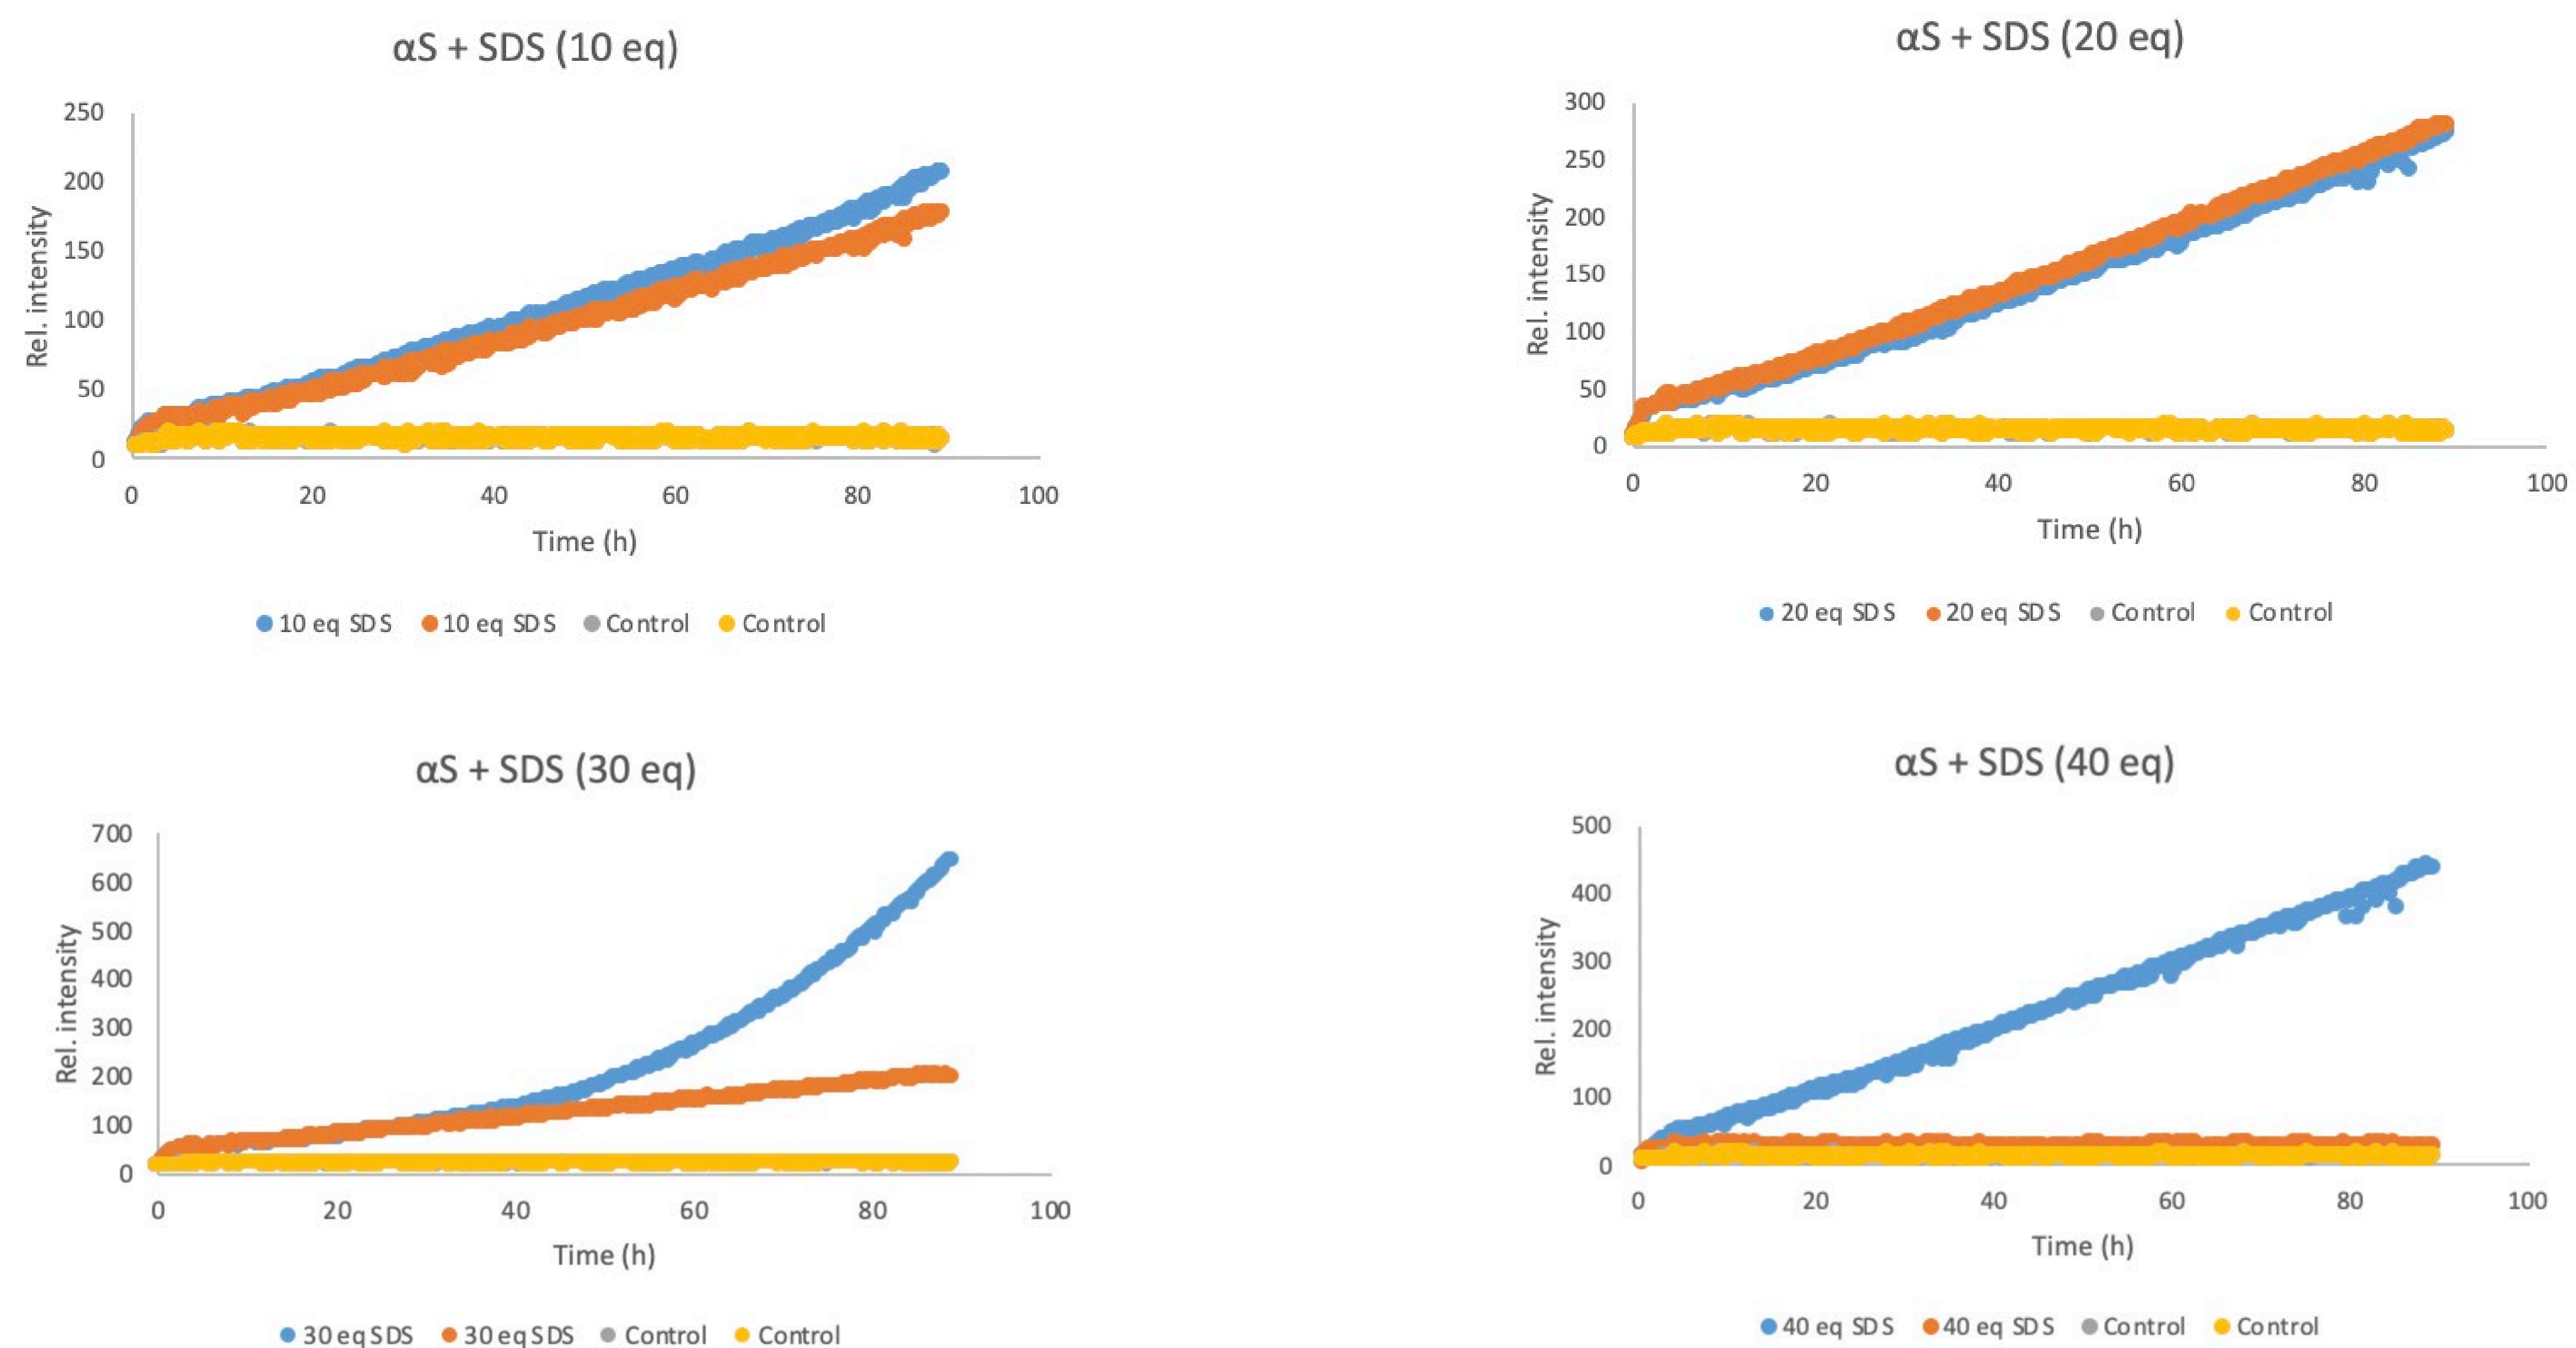 αS + SDS (10 eq)
250
200
150
100
50
0
Rel. intensity
0 20 40 60 80 100
Time (h)
10 eq SDS 10 eq SDS Control Control
αS + SDS (20 eq)
300
250
200
150
100
50
0
Rel. intensity
0 20 40 60 80 100
Time (h)
20 eq SDS 20 eq SDS Control Control
αS + SDS (30 eq)
700
600
500
400
300
200
100
0
Rel. intensity
0 20 40 60 80 100
Time (h)
30 eq SDS 30 eq SDS Control Control
αS + SDS (40 eq)
500
400
300
200
100
0
Rel. intensity
0 20 40 60 80 100
Time (h)
40 eq SDS 40 eq SDS Control Control